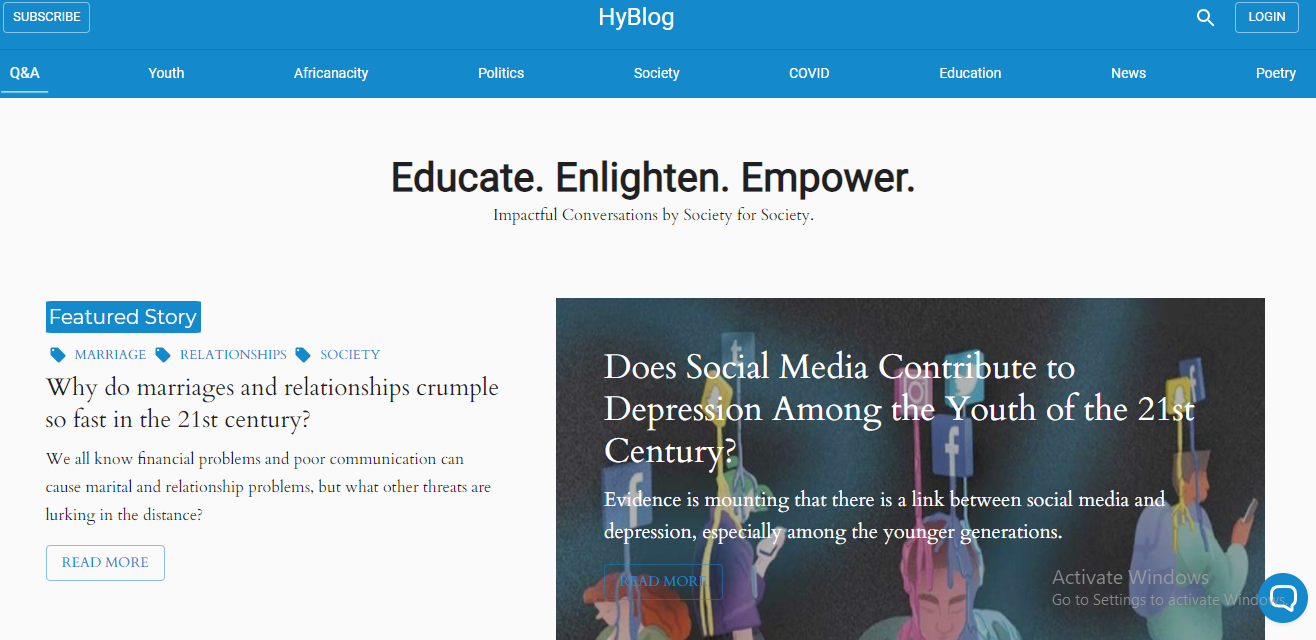 SUBSCRIBE
HyBlog
LOGIN
Q&A
Youth
Africanacity
Politics
Society
COVID
Education
News
Poetry
Educate. Enlighten. Empower.
Impactful Conversations by Society for Society.
Featured Story
MARRIAGE RELATIONSHIPS SOCIETY
Why do marriages and relationships crumple
so fast in the 21st century?
We all know financial problems and poor communication can
cause marital and relationship problems, but what other threats are
lurking in the distance?
READ MORE
Does Social Media Contribute to
Depression Among the Youth of the 21st
Century?
Evidence is mounting that there is a link between social media and
depression, especially among the younger generations.
READ MORE
Activate Windows
Go to Settings to activate Windows.